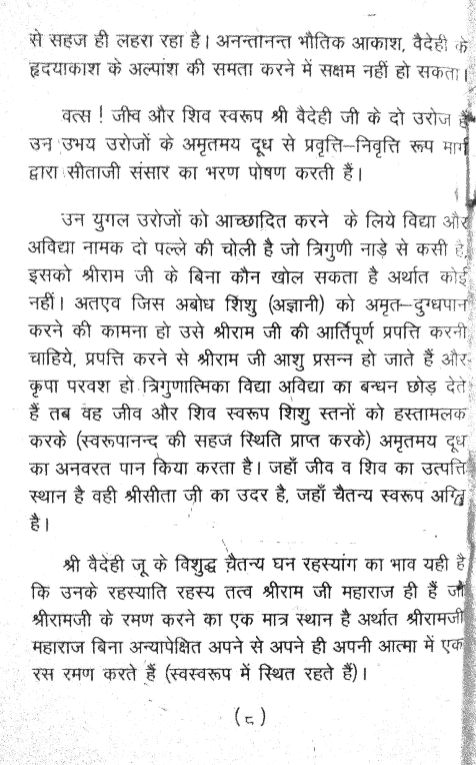 से सहज ही लहरा रहा है। अनन्तानन्त भौतिक आकाश, वैदेही के
हृदयाकाश के अल्पांश की समता करने में सक्षम नहीं हो सकता।
वत्स ! जीव और शिव स्वरूप श्री वैदेही जी के दो उरोज हैं
उन उभय उरोजों के अमृतमय दूध से प्रवृत्ति–निवृत्ति रूप मार्ग
द्वारा सीताजी संसार का भरण पोषण करती हैं।
उन युगल उरोजों को आच्छादित करने के लिये विद्या और
अविद्या नामक दो पल्ले की चोली है जो त्रिगुणी नाड़े से कसी है,
इसको श्रीराम जी के बिना कौन खोल सकता है अर्थात कोई
नहीं। अतएव जिस अबोध शिशु (अज्ञानी) को अमृत–दुग्धपान
करने की कामना हो उसे श्रीराम जी की आर्तिपूर्ण प्रपत्ति करनी
चाहिये, प्रपत्ति करने से श्रीराम जी आशु प्रसन्न हो जाते हैं और
कृपा परवश हो त्रिगुणात्मिका विद्या अविद्या का बन्धन छोड़ देते
हैं तब वह जीव और शिव स्वरूप शिशु स्तनों को हस्तामलक
करके (स्वरूपानन्द की सहज स्थिति प्राप्त करके) अमृतमय दूध
का अनवरत पान किया करता है। जहाँ जीव व शिव का उत्पत्ति
स्थान है वही श्रीसीता जी का उदर है, जहाँ चैतन्य स्वरूप अग्नि
है।
श्री वैदेही जू के विशुद्ध चैतन्य घन रहस्यांग का भाव यही है
कि उनके रहस्याति रहस्य तत्व श्रीराम जी महाराज ही हैं जो
श्रीरामजी के रमण करने का एक मात्र स्थान है अर्थात श्रीरामजी
महाराज बिना अन्यापेक्षित अपने से अपने ही अपनी आत्मा में एक
रस रमण करते हैं (स्वस्वरूप में स्थित रहते हैं)।
(८)